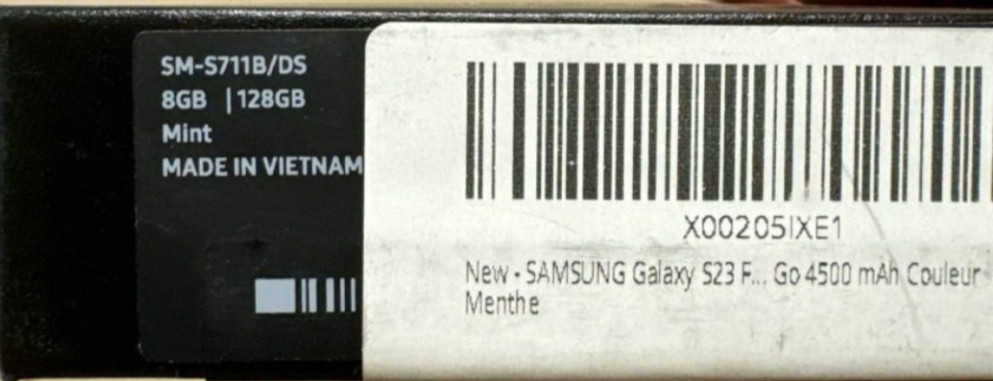 SM-S711B/DS
8GB | 128GB
Mint
MADE IN VIETNAM
X00205IXE1
New - SAMSUNG Galaxy S23 F... Go 4500 mAh Couleur
Menthe